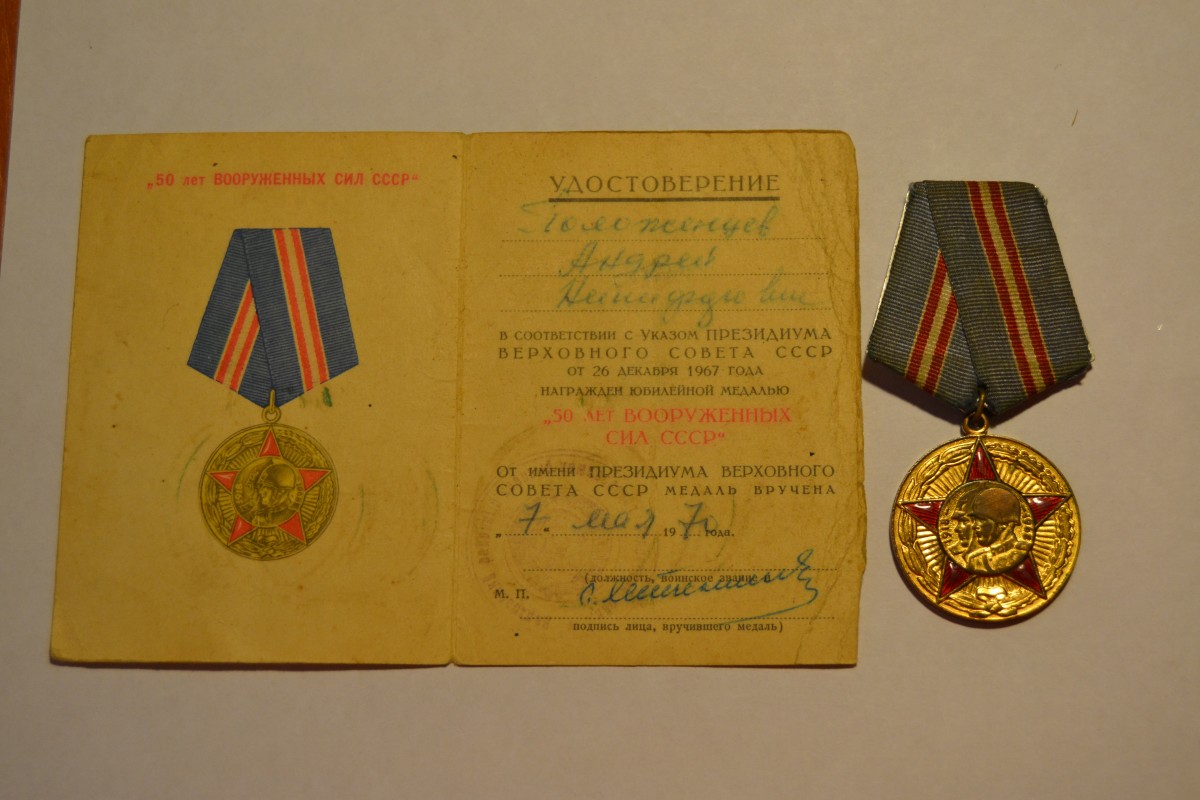 „50 лет ВООРУЖЕННЫХ СИЛ СССР“
УДОСТОВЕРЕНИЕ
Положенцев
Андрей
В СООТВЕТСТВИИ С УКАЗОМ ПРЕЗИДИУМА
ВЕРХОВНОГО СОВЕТА СССР
ОТ 26 ДЕКАБРЯ 1967 ГОДА
НАГРАЖДЕН ЮБИЛЕЙНОЙ МЕДАЛЬЮ
„50 ЛЕТ ВООРУЖЕННЫХ
СИЛ СССР“
ОТ ИМЕНИ ПРЕЗИДИУМА ВЕРХОВНОГО
СОВЕТА СССР МЕДАЛЬ ВРУЧЕНА
„7“ мая 1970 года.
(должность, воинское звание
М. П.
подпись лица, вручившего медаль)